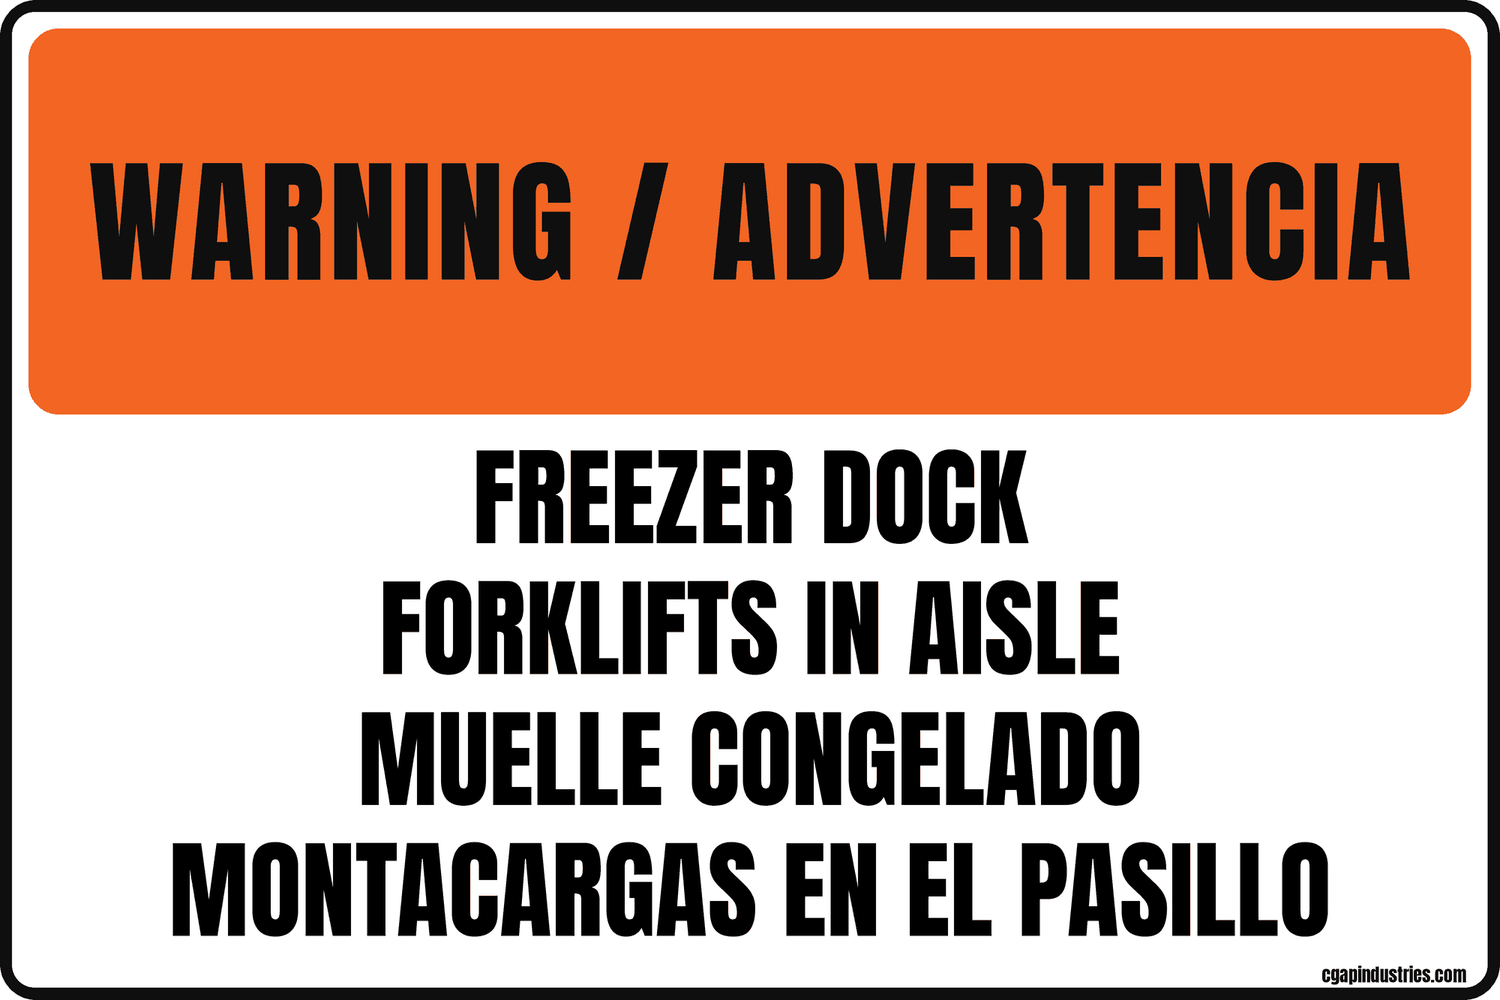 WARNING / ADVERTENCIA
FREEZER DOCK
FORKLIFTS IN AISLE
MUELLE CONGELADO
MONTACARGAS EN EL PASILLO
cgapindustries.com